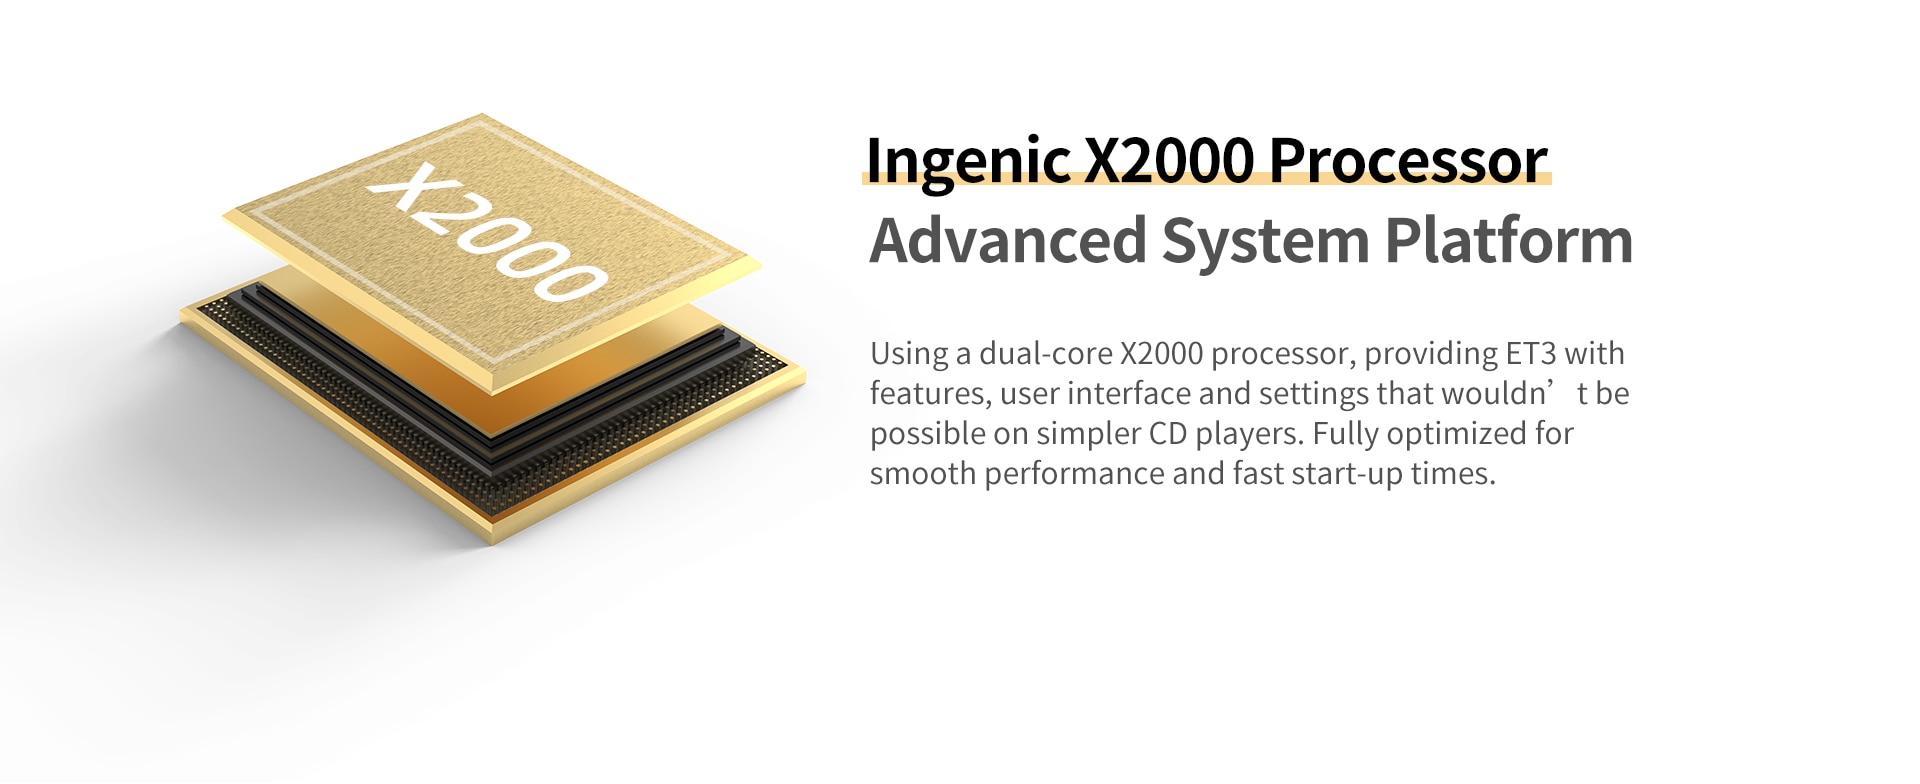 X2000
Ingenic X2000 Processor
Advanced System Platform
Using a dual-core X2000 processor, providing ET3 with
features, user interface and settings that wouldn’t be
possible on simpler CD players. Fully optimized for
smooth performance and fast start-up times.